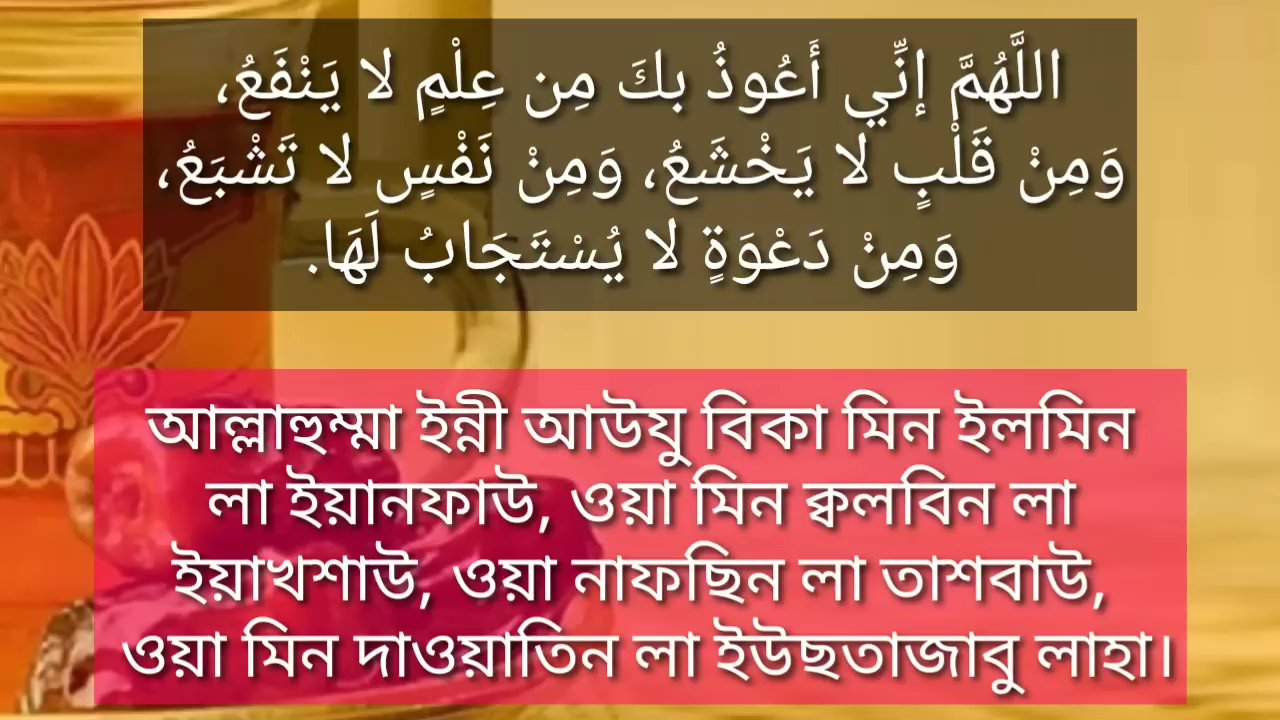 اللَّهُمَّ إنِّي أَعُوذُ بكَ مِن عِلْمٍ لا يَنْفَعُ،
وَمِنْ قَلْبٍ لا يَخْشَعُ، وَمِنْ نَفْسٍ لا تَشْبَعُ،
وَمِنْ دَعْوَةٍ لا يُسْتَجَابُ لَهَا.
আল্লাহুম্মা ইন্নী আউযু বিকা মিন ইলমিন
লা ইয়ানফাউ, ওয়া মিন ক্বলবিন লা
ইয়াখশাউ, ওয়া নাফছিন লা তাশবাউ,
ওয়া মিন দাওয়াতিন লা ইউছতাজাবু লাহা।